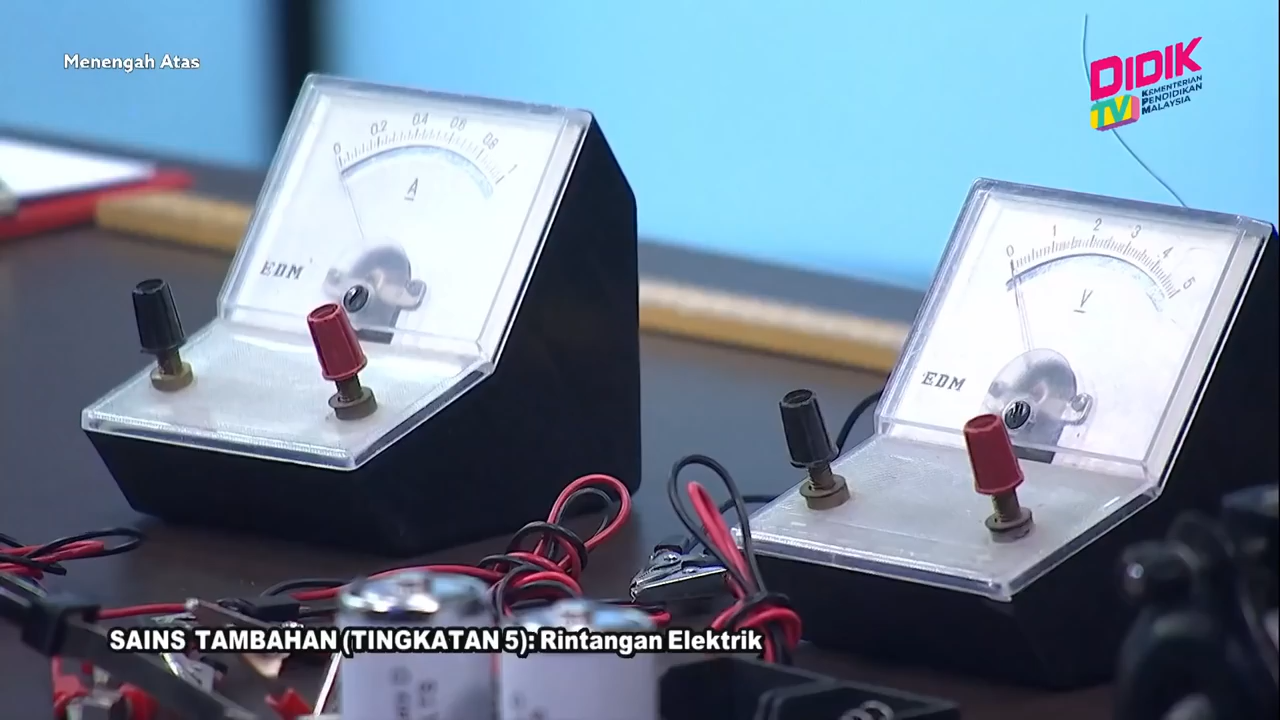 Menengah Atas
DIDIK
TV
KEMENTERIAN
PENDIDIKAN
MALAYSIA
0 0.2 0.4 0.6 0.8 1
A
EDM
0 1 2 3 4 5
V
EDM
SAINS TAMBAHAN (TINGKATAN 5): Rintangan Elektrik